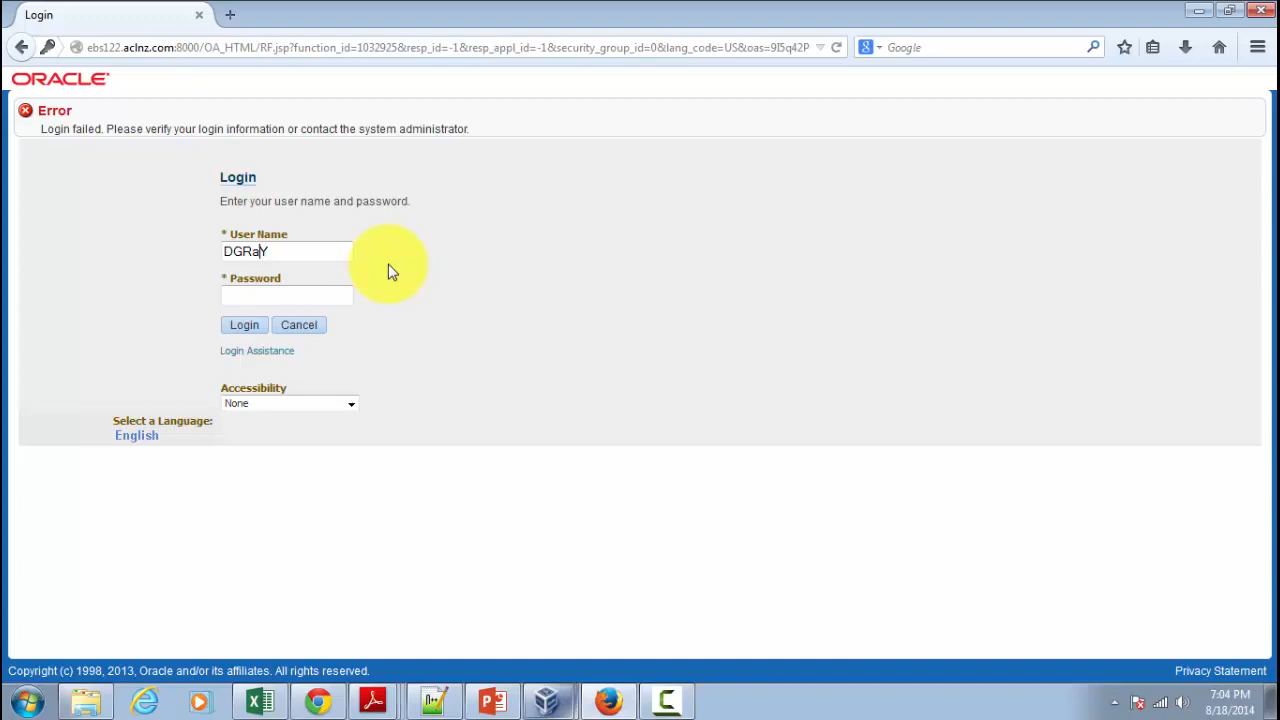 Login
ebs122.aclnz.com:8000/OA_HTML/RF.jsp?function_id=1032925&resp_id=-1&resp_appl_id=-1&security_group_id=0&lang_code=US&oas=9I5q42P
Google
ORACLE
Error
Login failed. Please verify your login information or contact the system administrator.
Login
Enter your user name and password.
* User Name
DGRaY
* Password
Login Cancel
Login Assistance
Accessibility
None
Select a Language:
English
Copyright (c) 1998, 2013, Oracle and/or its affiliates. All rights reserved.
Privacy Statement
7:04 PM
8/18/2014